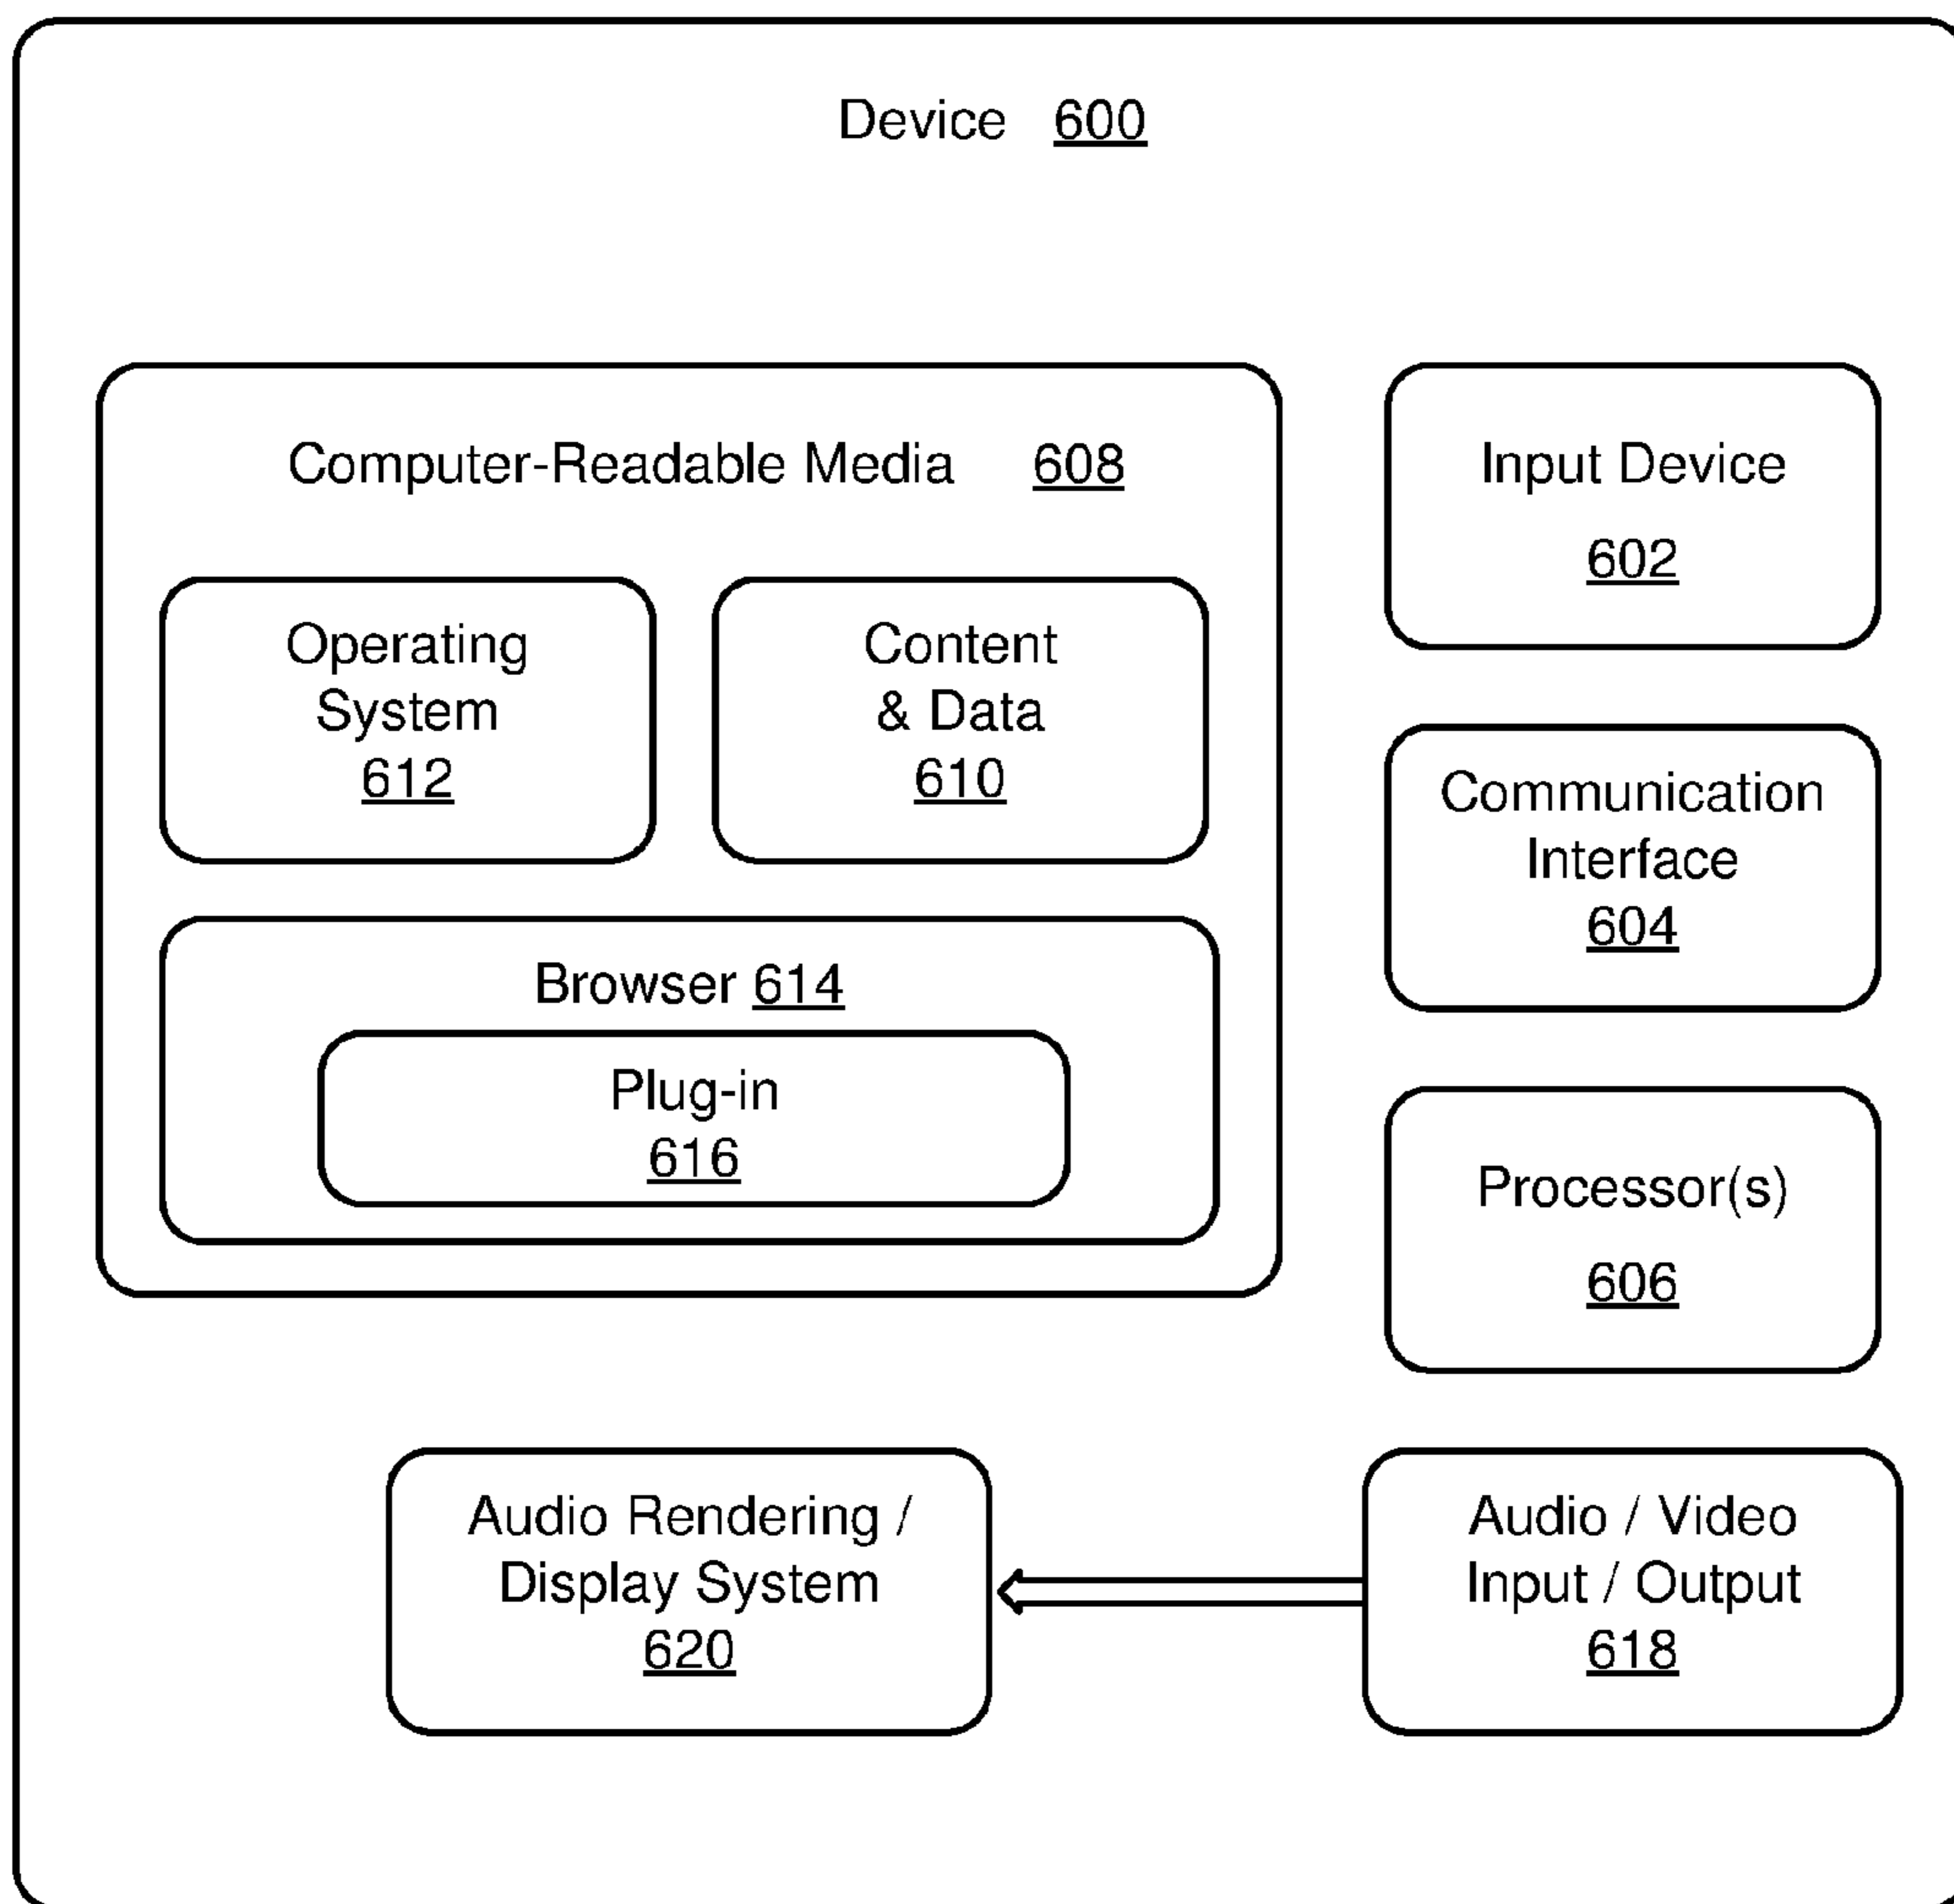 Device 600
Computer-Readable Media 608
Operating
System
612
Content
& Data
610
Browser 614
Plug-in
616
Input Device
602
Communication
Interface
604
Processor(s)
606
Audio Rendering /
Display System
620
Audio / Video
Input / Output
618